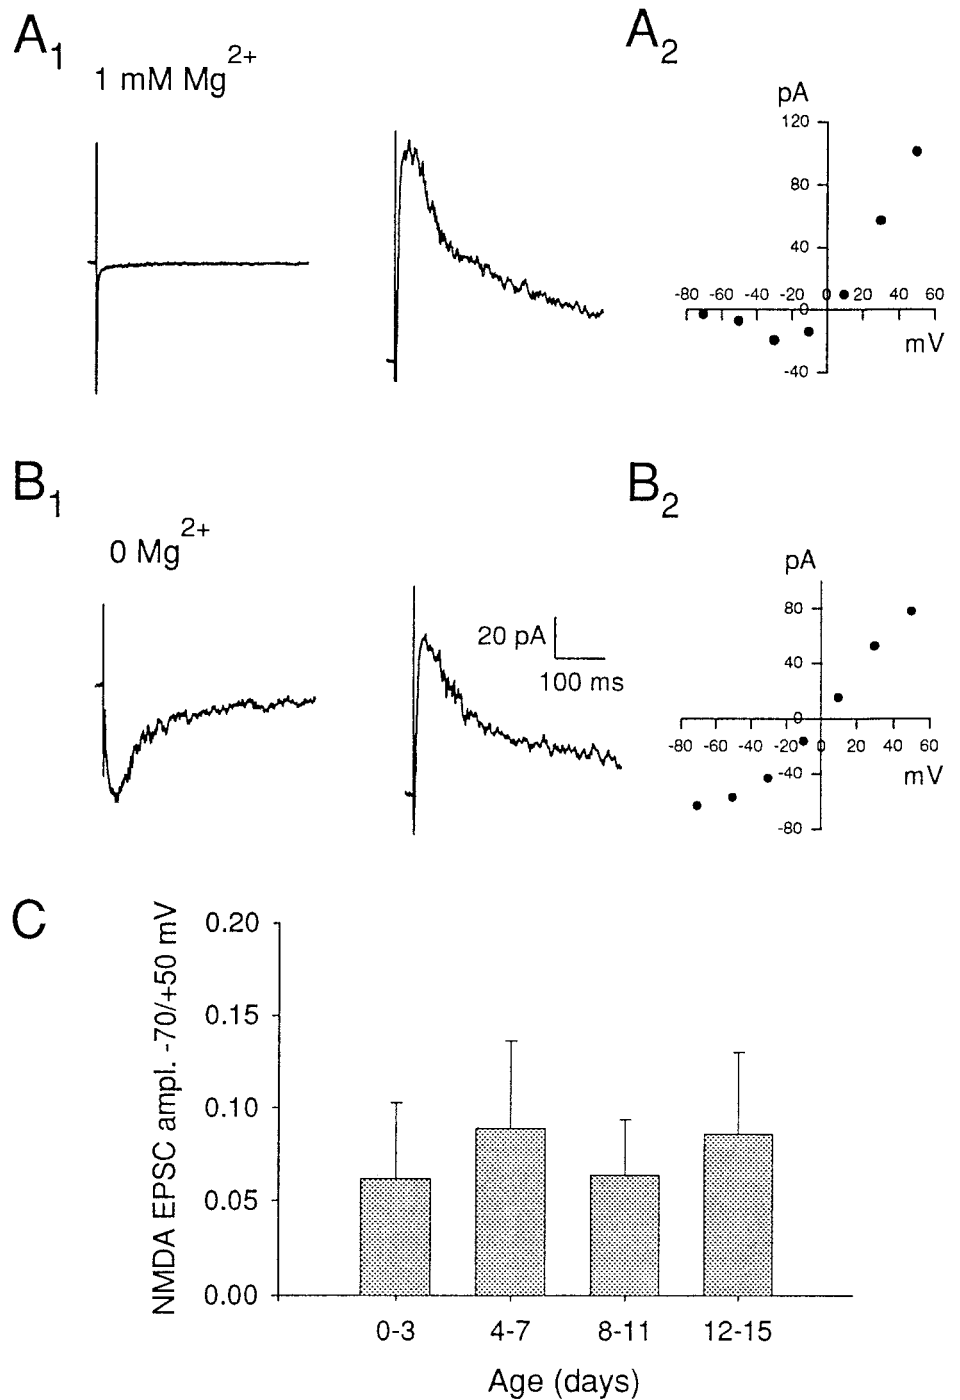 A1
1 mM Mg2+
A2
pA
120
80
40
-80 -60 -40 -20 0 20 40 60
0
mV
-40
B1
0 Mg2+
B2
pA
20 pA
100 ms
80
40
0
-80 -60 -40 -20 0 20 40 60
mV
-40
-80
C
NMDA EPSC ampl. -70/+50 mV
0.20
0.15
0.10
0.05
0.00
0-3 4-7 8-11 12-15
Age (days)